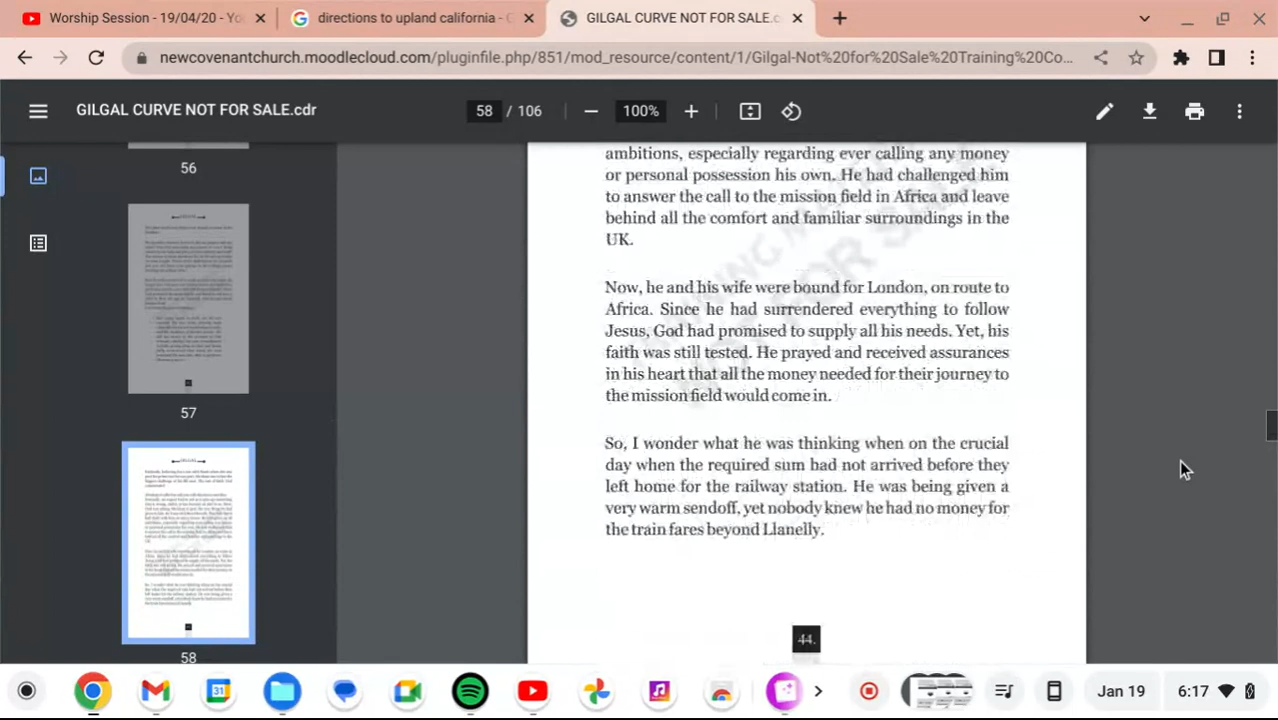 Worship Session - 19/04/20 - Yo
directions to upland california - G
GILGAL CURVE NOT FOR SALE.c
newcovenantchurch.moodlecloud.com/pluginfile.php/851/mod_resource/content/1/Gilgal-Not%20for%20Sale%20Training%20Co...
GILGAL CURVE NOT FOR SALE.cdr
58 / 106
100%
56
57
58
ambitions, especially regarding ever calling any money
or personal possession his own. He had challenged him
to answer the call to the mission field in Africa and leave
behind all the comfort and familiar surroundings in the
UK.
Now, he and his wife were bound for London, on route to
Africa. Since he had surrendered everything to follow
Jesus, God had promised to supply all his needs. Yet, his
faith was still tested. He prayed and received assurances
in his heart that all the money needed for their journey to
the mission field would come in.
So, I wonder what he was thinking when on the crucial
day when the required sum had not arrived before they
left home for the railway station. He was being given a
very warm sendoff, yet nobody knew he had no money for
the train fares beyond Llanelly.
44.
31
Jan 19
6:17